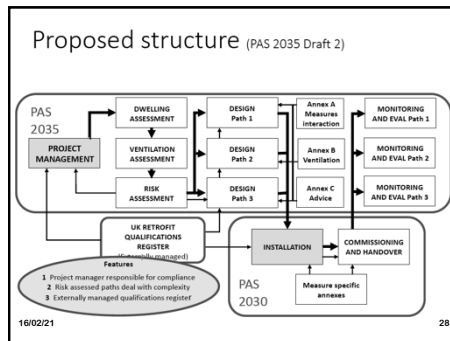 Proposed structure (PAS 2035 Draft 2)
PAS
2035
PROJECT
MANAGEMENT
DWELLING
ASSESSMENT
VENTILATION
ASSESSMENT
RISK
ASSESSMENT
DESIGN
Path 1
DESIGN
Path 2
DESIGN
Path 3
Annex A
Measures
interaction
Annex B
Ventilation
Annex C
Advice
MONITORING
AND EVAL Path 1
MONITORING
AND EVAL Path 2
MONITORING
AND EVAL Path 3
UK RETROFIT
QUALIFICATIONS
REGISTER
(Externally managed)
Features
1 Project manager responsible for compliance
2 Risk assessed paths deal with complexity
3 Externally managed qualifications register
INSTALLATION
COMMISSIONING
AND HANDOVER
Measure specific
annexes
PAS
2030
16/02/21
28